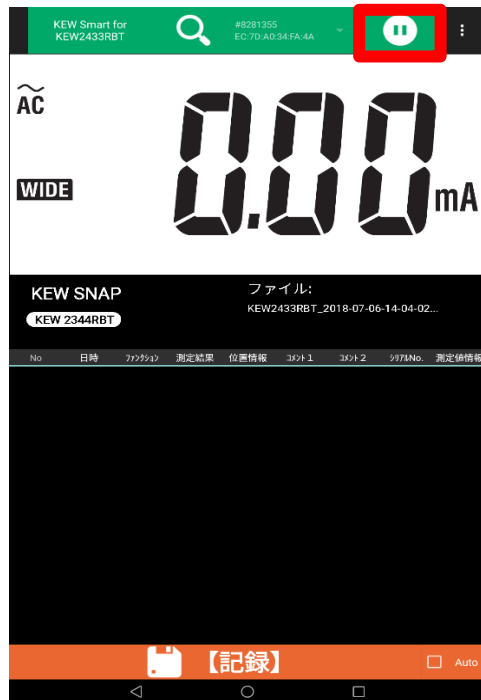 KEW Smart for
KEW2433RBT
#8281355
EC:7D:A0:34:FA:4A
AC
WIDE
0.00
mA
KEW SNAP
KEW 2344RBT
ファイル:
KEW2433RBT_2018-07-06-14-04-02...
No 日時 ﾌｧﾝｸｼｮﾝ 測定結果 位置情報 ｺﾒﾝﾄ1 ｺﾒﾝﾄ2 ｼﾘｱﾙNo. 測定値情報
【記録】
Auto